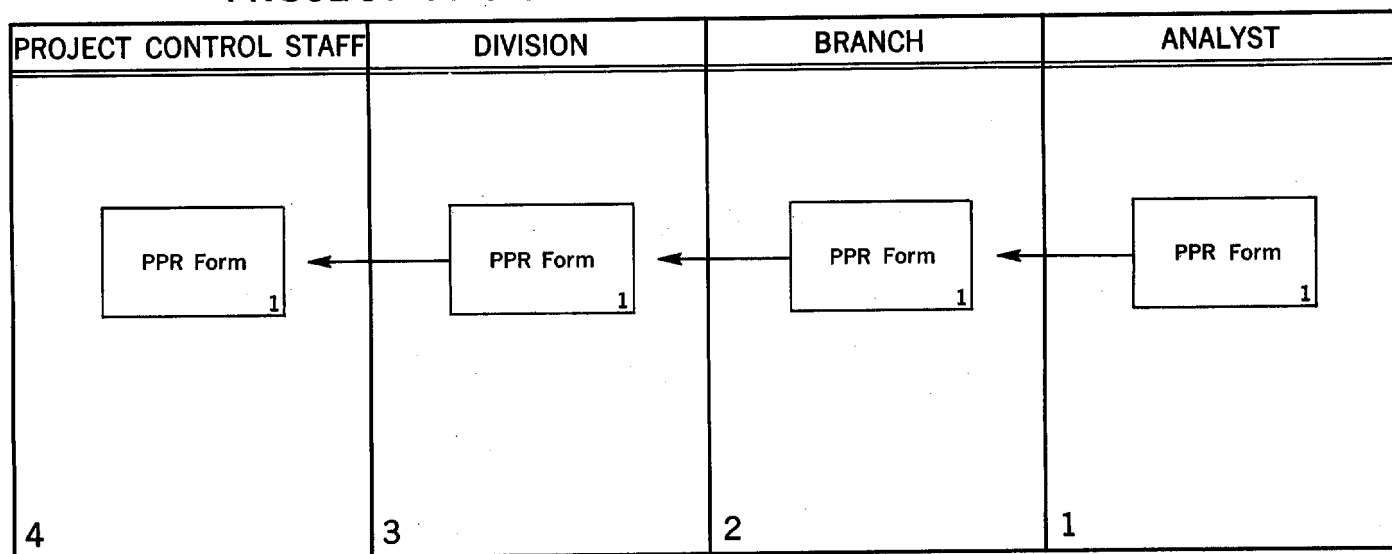 PROJECT CONTROL STAFF
DIVISION
BRANCH
ANALYST
PPR Form
1
PPR Form
1
PPR Form
1
PPR Form
1
4
3
2
1